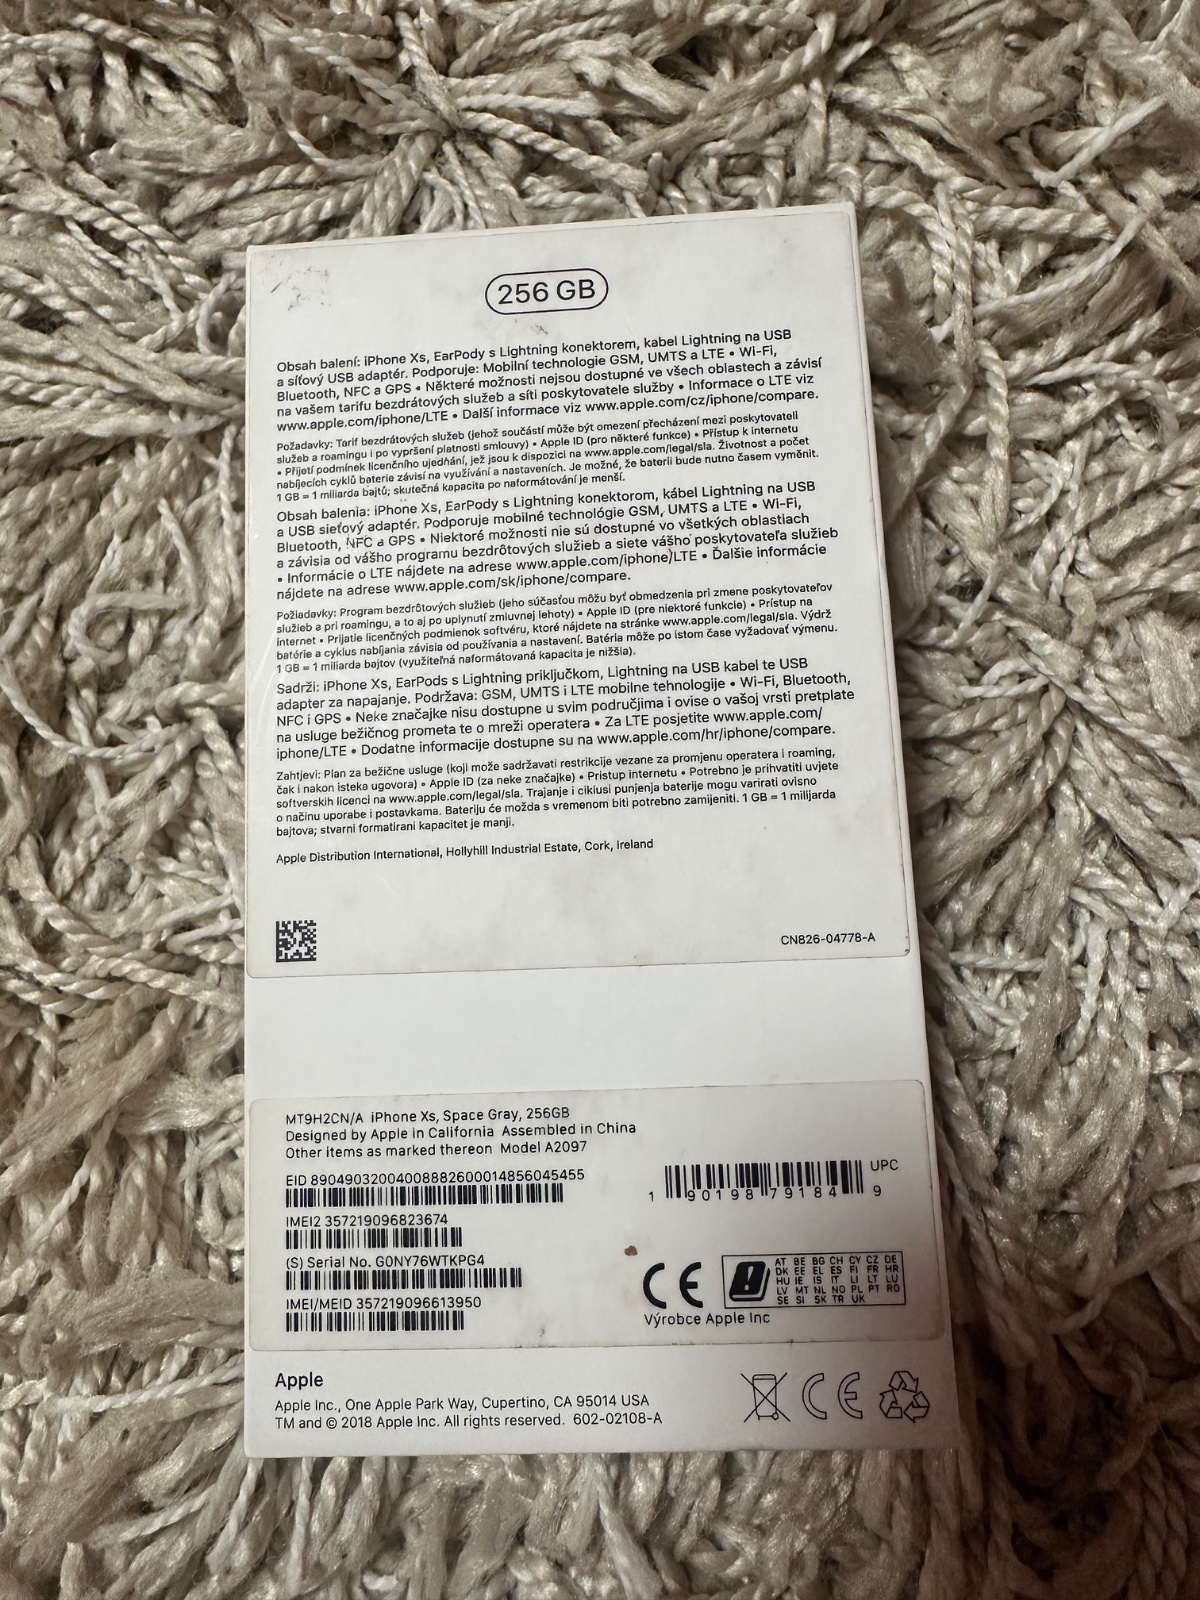 256 GB
Obsah balení: iPhone Xs, EarPody s Lightning konektorem, kabel Lightning na USB
a síťový USB adaptér. Podporuje: Mobilní technologie GSM, UMTS a LTE • Wi-Fi,
Bluetooth, NFC a GPS • Některé možnosti nejsou dostupné ve všech oblastech a závisí
na vašem tarifu bezdrátových služeb a síti poskytovatele služby • Informace o LTE viz
www.apple.com/iphone/LTE • Další informace viz www.apple.com/cz/iphone/compare.
Požadavky: Tarif bezdrátových služeb (jehož součástí může být omezení přecházení mezi poskytovateli
služeb a roamingu i po vypršení platnosti smlouvy) • Apple ID (pro některé funkce) • Přístup k internetu
• Přijetí podmínek licenčního ujednání, jež jsou k dispozici na www.apple.com/legal/sla. Životnost a počet
nabíjecích cyklů baterie závisí na využívání a nastaveních. Je možné, že baterii bude nutno časem vyměnit.
1 GB = 1 miliarda bajtů; skutečná kapacita po naformátování je menší.
Obsah balenia: iPhone Xs, EarPody s Lightning konektorom, kábel Lightning na USB
a USB sieťový adaptér. Podporuje mobilné technológie GSM, UMTS a LTE • Wi-Fi,
Bluetooth, NFC a GPS • Niektoré možnosti nie sú dostupné vo všetkých oblastiach
a závisia od vášho programu bezdrôtových služieb a siete vášho poskytovateľa služieb
• Informácie o LTE nájdete na adrese www.apple.com/iphone/LTE • Ďalšie informácie
nájdete na adrese www.apple.com/sk/iphone/compare.
Požiadavky: Program bezdrôtových služieb (jeho súčasťou môžu byť obmedzenia pri zmene poskytovateľov
služieb a pri roamingu, a to aj po uplynutí zmluvnej lehoty) • Apple ID (pre niektoré funkcie) • Prístup na
internet • Prijatie licenčných podmienok softvéru, ktoré nájdete na stránke www.apple.com/legal/sla. Výdrž
batérie a cyklus nabíjania závisia od používania a nastavení. Batéria môže po istom čase vyžadovať výmenu.
1 GB = 1 miliarda bajtov (využiteľná naformátovaná kapacita je nižšia).
Sadrži: iPhone Xs, EarPods s Lightning priključkom, Lightning na USB kabel te USB
adapter za napajanje. Podržava: GSM, UMTS i LTE mobilne tehnologije • Wi-Fi, Bluetooth,
NFC i GPS • Neke značajke nisu dostupne u svim područjima i ovise o vašoj vrsti pretplate
na usluge bežičnog prometa te o mreži operatera • Za LTE posjetite www.apple.com/
iphone/LTE • Dodatne informacije dostupne su na www.apple.com/hr/iphone/compare.
Zahtjevi: Plan za bežične usluge (koji može sadržavati restrikcije vezane za promjenu operatera i roaming,
čak i nakon isteka ugovora) • Apple ID (za neke značajke) • Pristup internetu • Potrebno je prihvatiti uvjete
softverskih licenci na www.apple.com/legal/sla. Trajanje i ciklusi punjenja baterije mogu varirati ovisno
o načinu uporabe i postavkama. Bateriju će možda s vremenom biti potrebno zamijeniti. 1 GB = 1 milijarda
bajtova; stvarni formatirani kapacitet je manji.
Apple Distribution International, Hollyhill Industrial Estate, Cork, Ireland
CN826-04778-A
MT9H2CN/A iPhone Xs, Space Gray, 256GB
Designed by Apple in California Assembled in China
Other items as marked thereon Model A2097
EID 89049032004008882600014856045455
UPC
1 90198 79184 9
IMEI2 357219096823674
(S) Serial No. G0NY76WTKPG4
IMEI/MEID 357219096613950
CE
AT BE BG CH CY CZ DE
DK EE EL ES FI FR HR
HU IE IS IT LI LT LU
LV MT NL NO PL PT RO
SE SI SK TR UK
Výrobce Apple Inc
Apple
Apple Inc., One Apple Park Way, Cupertino, CA 95014 USA
TM and © 2018 Apple Inc. All rights reserved. 602-02108-A
CE